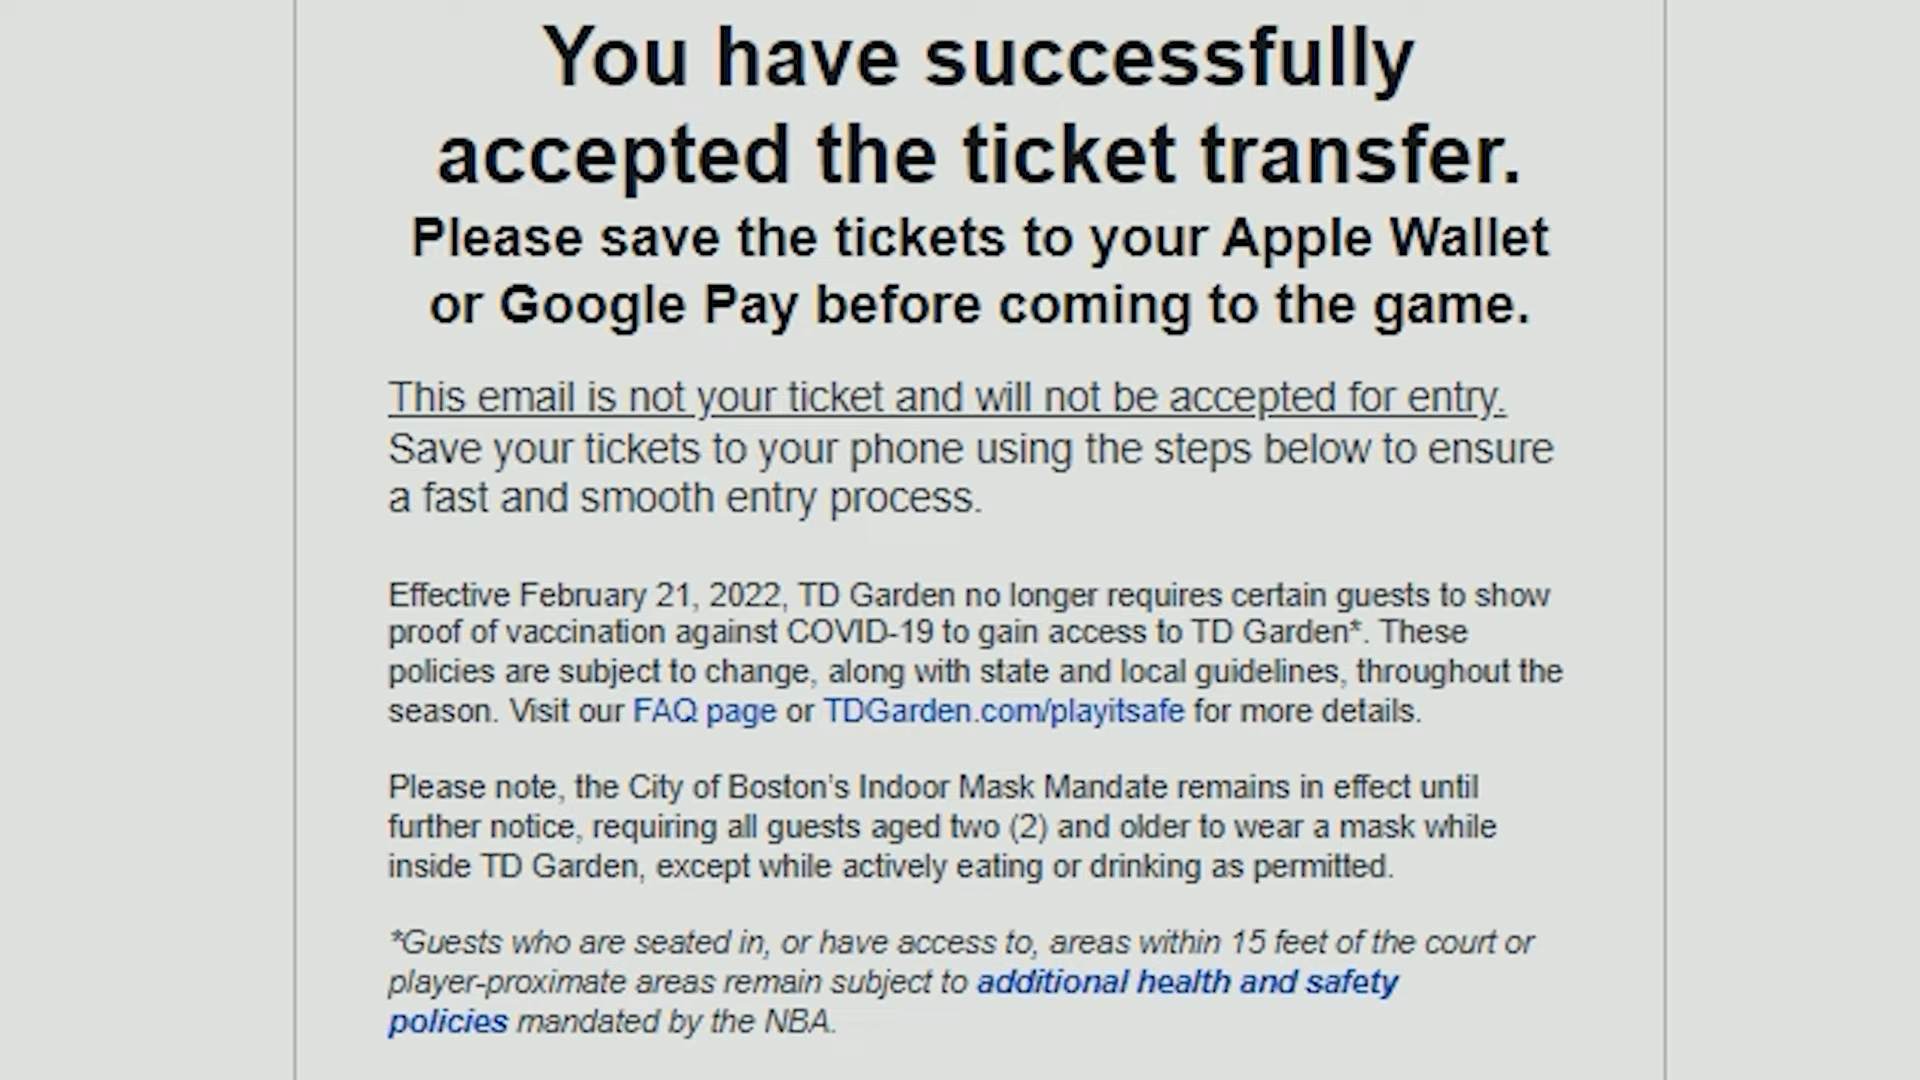 You have successfully
accepted the ticket transfer.
Please save the tickets to your Apple Wallet
or Google Pay before coming to the game.
This email is not your ticket and will not be accepted for entry.
Save your tickets to your phone using the steps below to ensure
a fast and smooth entry process.
Effective February 21, 2022, TD Garden no longer requires certain guests to show
proof of vaccination against COVID-19 to gain access to TD Garden*. These
policies are subject to change, along with state and local guidelines, throughout the
season. Visit our FAQ page or TDGarden.com/playitsafe for more details.
Please note, the City of Boston's Indoor Mask Mandate remains in effect until
further notice, requiring all guests aged two (2) and older to wear a mask while
inside TD Garden, except while actively eating or drinking as permitted.
*Guests who are seated in, or have access to, areas within 15 feet of the court or
player-proximate areas remain subject to additional health and safety
policies mandated by the NBA.